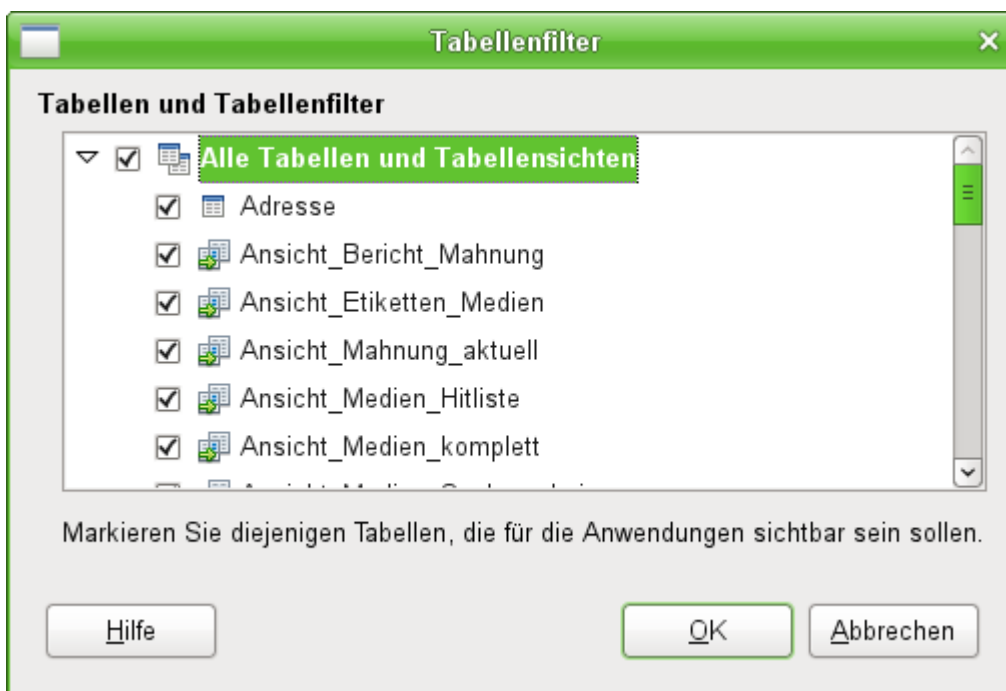 Tabellenfilter
Tabellen und Tabellenfilter
Alle Tabellen und Tabellensichten
Adresse
Ansicht_Bericht_Mahnung
Ansicht_Etiketten_Medien
Ansicht_Mahnung_aktuell
Ansicht_Medien_Hitliste
Ansicht_Medien_komplett
Markieren Sie diejenigen Tabellen, die für die Anwendungen sichtbar sein sollen.
Hilfe
OK
Abbrechen